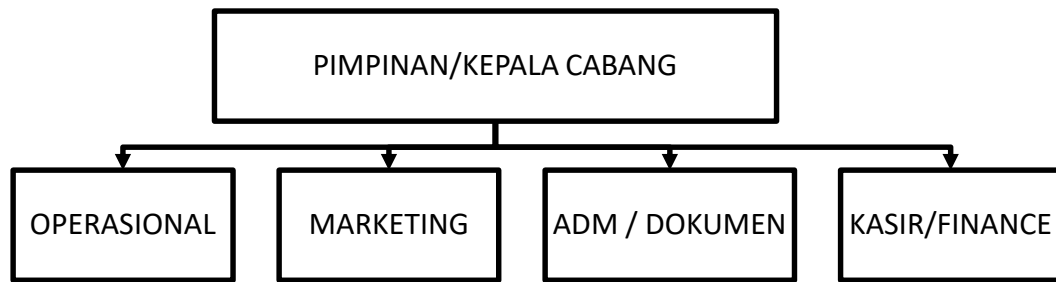 PIMPINAN/KEPALA CABANG
OPERASIONAL
MARKETING
ADM / DOKUMEN
KASIR/FINANCE